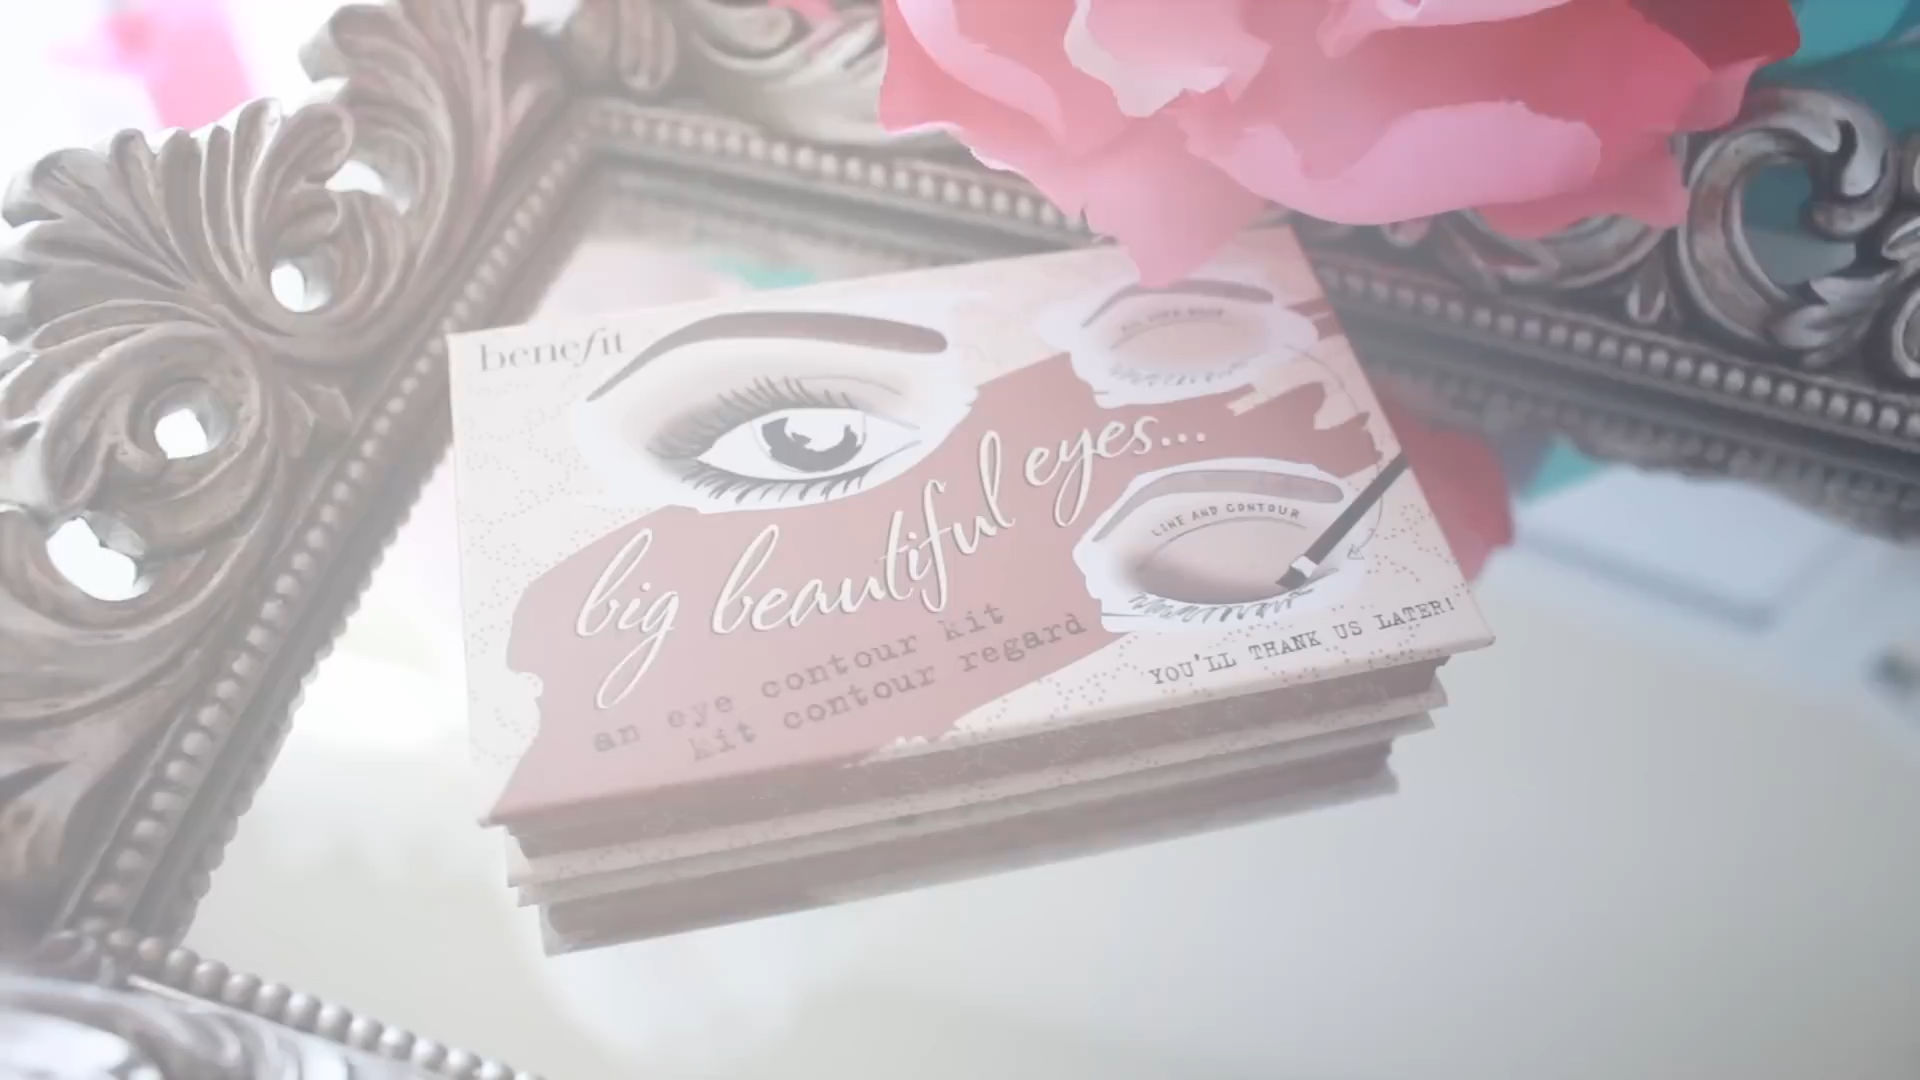 benefit
big beautiful eyes...
an eye contour kit
kit contour regard
LINE AND CONTOUR
YOU'LL THANK US LATER!